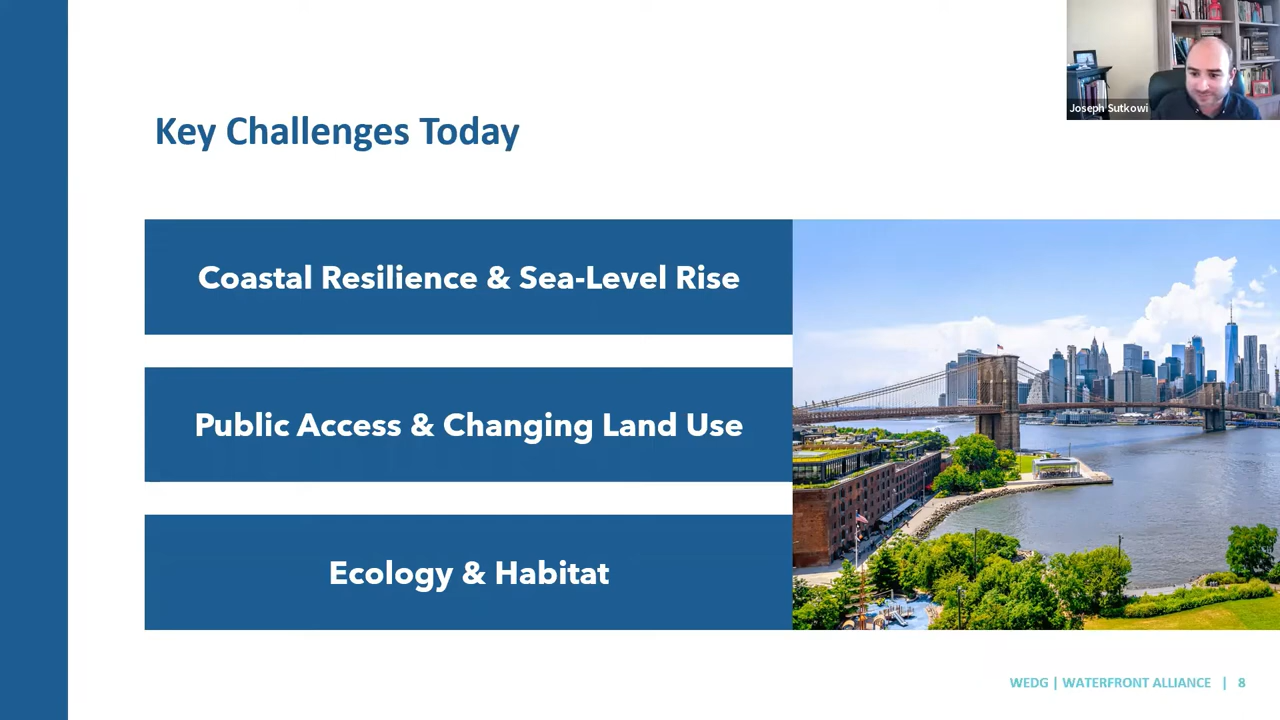 Joseph Sutkowi
Key Challenges Today
Coastal Resilience & Sea-Level Rise
Public Access & Changing Land Use
Ecology & Habitat
WEDG | WATERFRONT ALLIANCE | 8